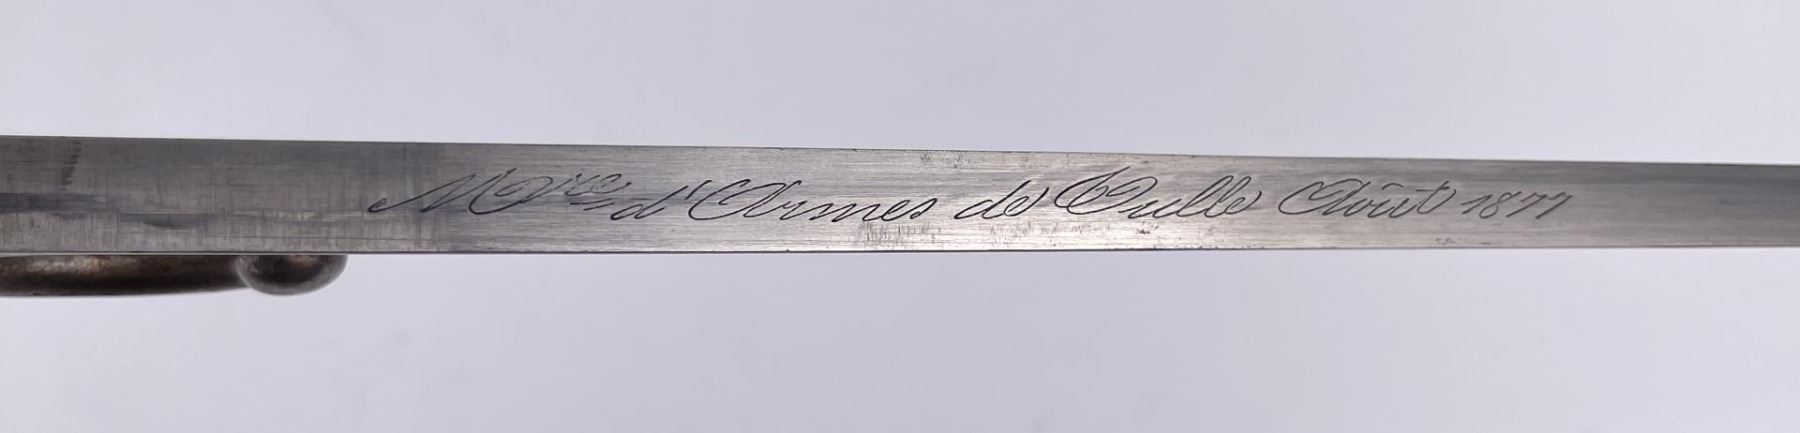 Mre d'Armes de Tulle Août 1877